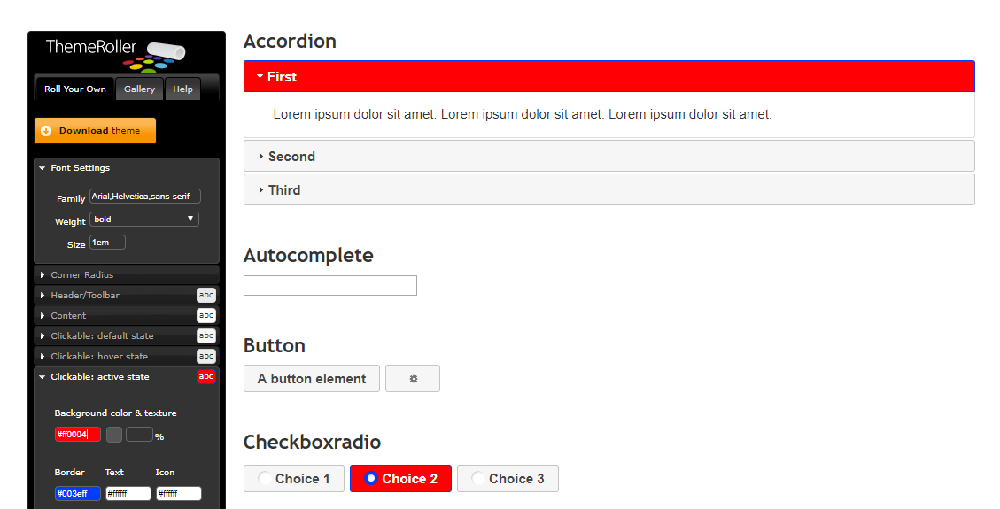 ThemeRoller
Roll Your Own
Gallery
Help
Download theme
Font Settings
Family Arial,Helvetica,sans-serif
Weight bold
Size 1em
Corner Radius
Header/Toolbar abc
Content abc
Clickable: default state abc
Clickable: hover state abc
Clickable: active state abc
Background color & texture
#ff0004 %
Border Text Icon
#003eff #ffffff #ffffff
Accordion
First
Lorem ipsum dolor sit amet. Lorem ipsum dolor sit amet. Lorem ipsum dolor sit amet.
Second
Third
Autocomplete
Button
A button element
Checkboxradio
Choice 1 Choice 2 Choice 3